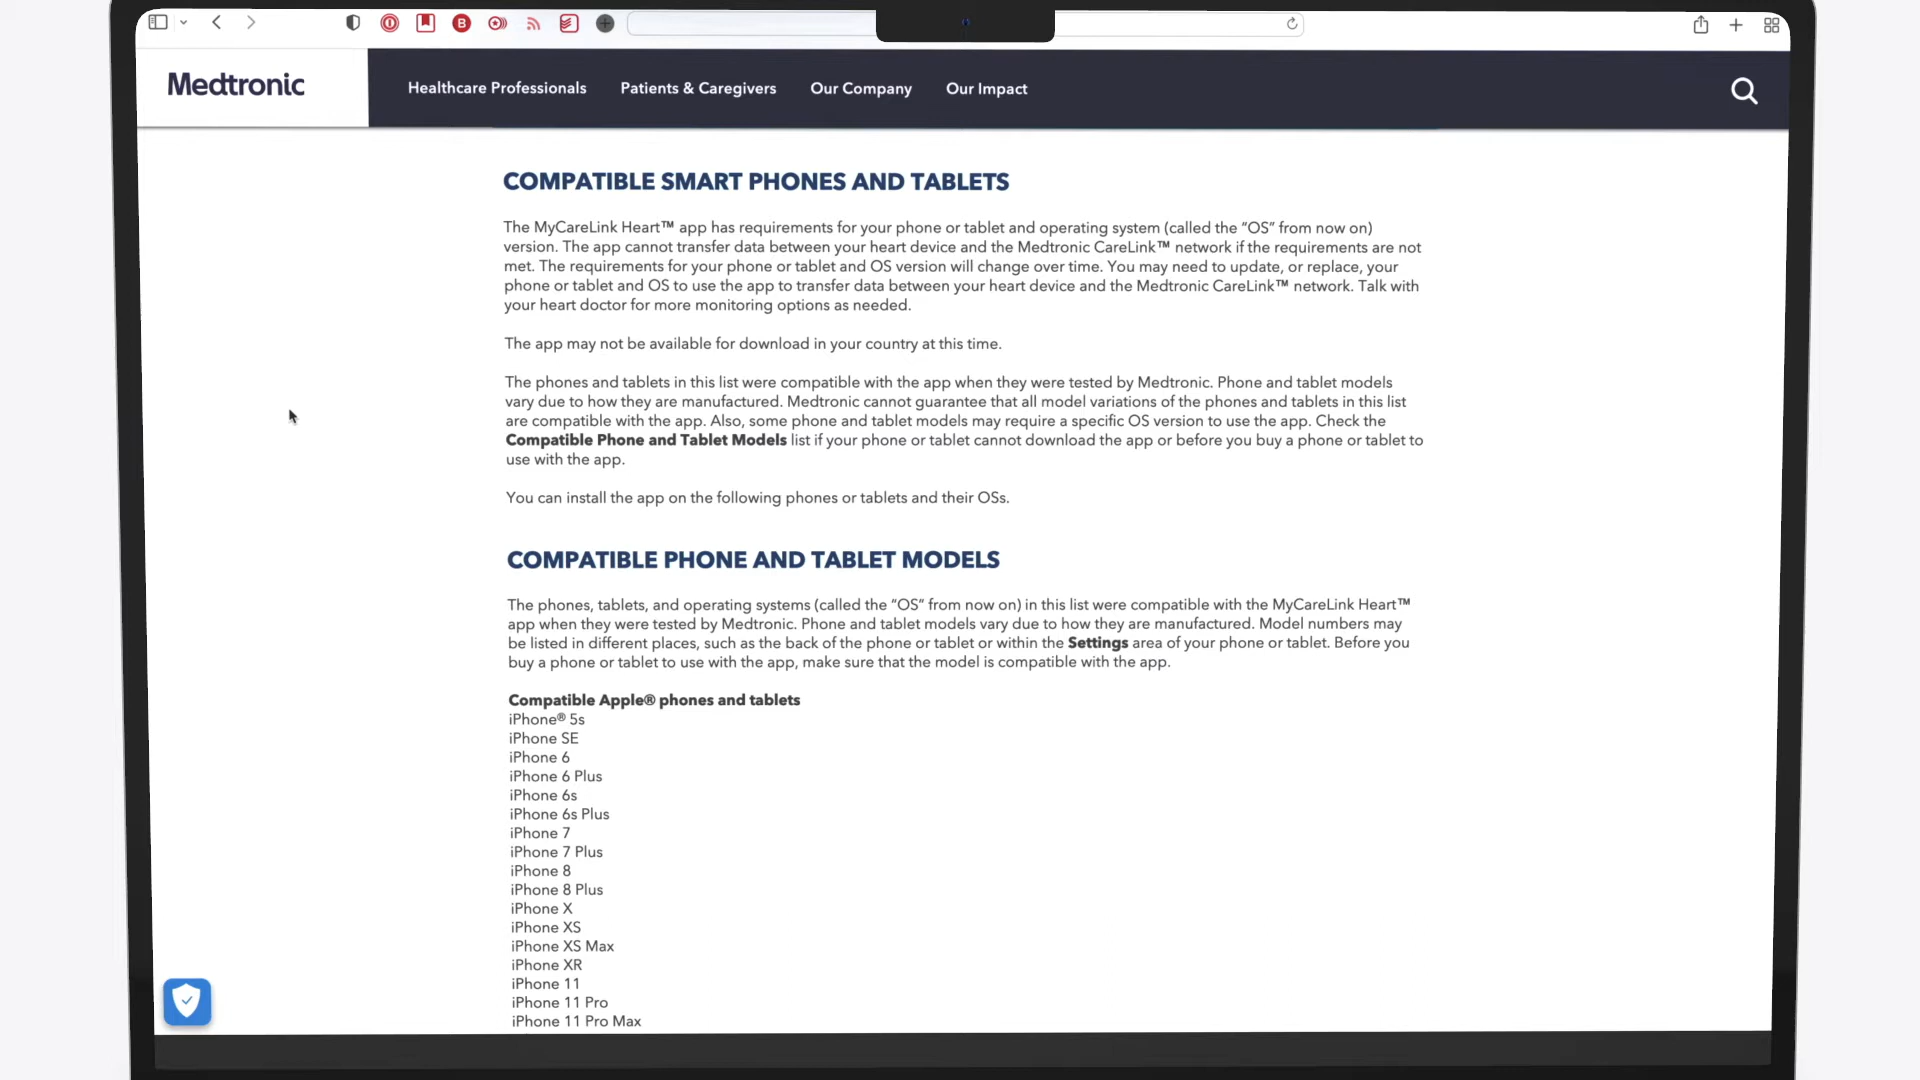 Medtronic
Healthcare Professionals
Patients & Caregivers
Our Company
Our Impact
COMPATIBLE SMART PHONES AND TABLETS
The MyCareLink Heart™ app has requirements for your phone or tablet and operating system (called the “OS” from now on)
version. The app cannot transfer data between your heart device and the Medtronic CareLink™ network if the requirements are not
met. The requirements for your phone or tablet and OS version will change over time. You may need to update, or replace, your
phone or tablet and OS to use the app to transfer data between your heart device and the Medtronic CareLink™ network. Talk with
your heart doctor for more monitoring options as needed.
The app may not be available for download in your country at this time.
The phones and tablets in this list were compatible with the app when they were tested by Medtronic. Phone and tablet models
vary due to how they are manufactured. Medtronic cannot guarantee that all model variations of the phones and tablets in this list
are compatible with the app. Also, some phone and tablet models may require a specific OS version to use the app. Check the
Compatible Phone and Tablet Models list if your phone or tablet cannot download the app or before you buy a phone or tablet to
use with the app.
You can install the app on the following phones or tablets and their OSs.
COMPATIBLE PHONE AND TABLET MODELS
The phones, tablets, and operating systems (called the “OS” from now on) in this list were compatible with the MyCareLink Heart™
app when they were tested by Medtronic. Phone and tablet models vary due to how they are manufactured. Model numbers may
be listed in different places, such as the back of the phone or tablet or within the Settings area of your phone or tablet. Before you
buy a phone or tablet to use with the app, make sure that the model is compatible with the app.
Compatible Apple® phones and tablets
iPhone® 5s
iPhone SE
iPhone 6
iPhone 6 Plus
iPhone 6s
iPhone 6s Plus
iPhone 7
iPhone 7 Plus
iPhone 8
iPhone 8 Plus
iPhone X
iPhone XS
iPhone XS Max
iPhone XR
iPhone 11
iPhone 11 Pro
iPhone 11 Pro Max